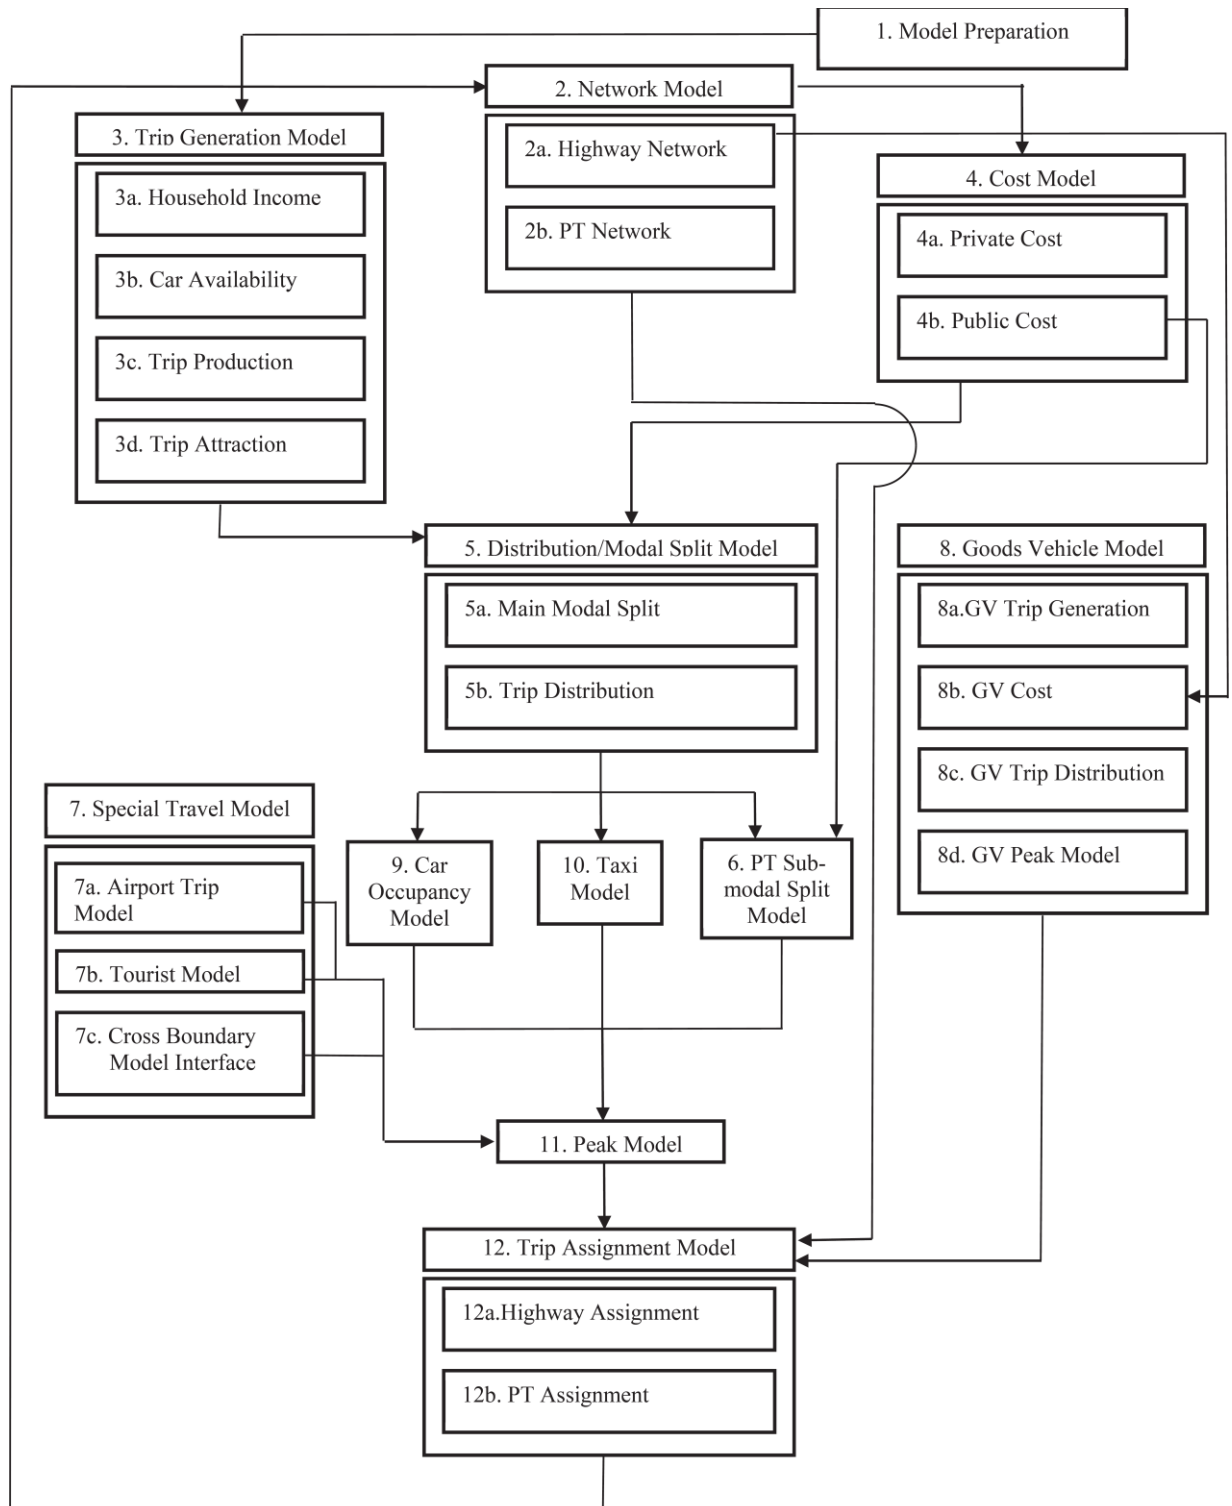 1. Model Preparation
2. Network Model
2a. Highway Network
2b. PT Network
3. Trip Generation Model
3a. Household Income
3b. Car Availability
3c. Trip Production
3d. Trip Attraction
4. Cost Model
4a. Private Cost
4b. Public Cost
5. Distribution/Modal Split Model
5a. Main Modal Split
5b. Trip Distribution
8. Goods Vehicle Model
8a.GV Trip Generation
8b. GV Cost
8c. GV Trip Distribution
8d. GV Peak Model
7. Special Travel Model
7a. Airport Trip
Model
7b. Tourist Model
7c. Cross Boundary
Model Interface
9. Car
Occupancy
Model
10. Taxi
Model
6. PT Sub-
modal Split
Model
11. Peak Model
12. Trip Assignment Model
12a.Highway Assignment
12b. PT Assignment